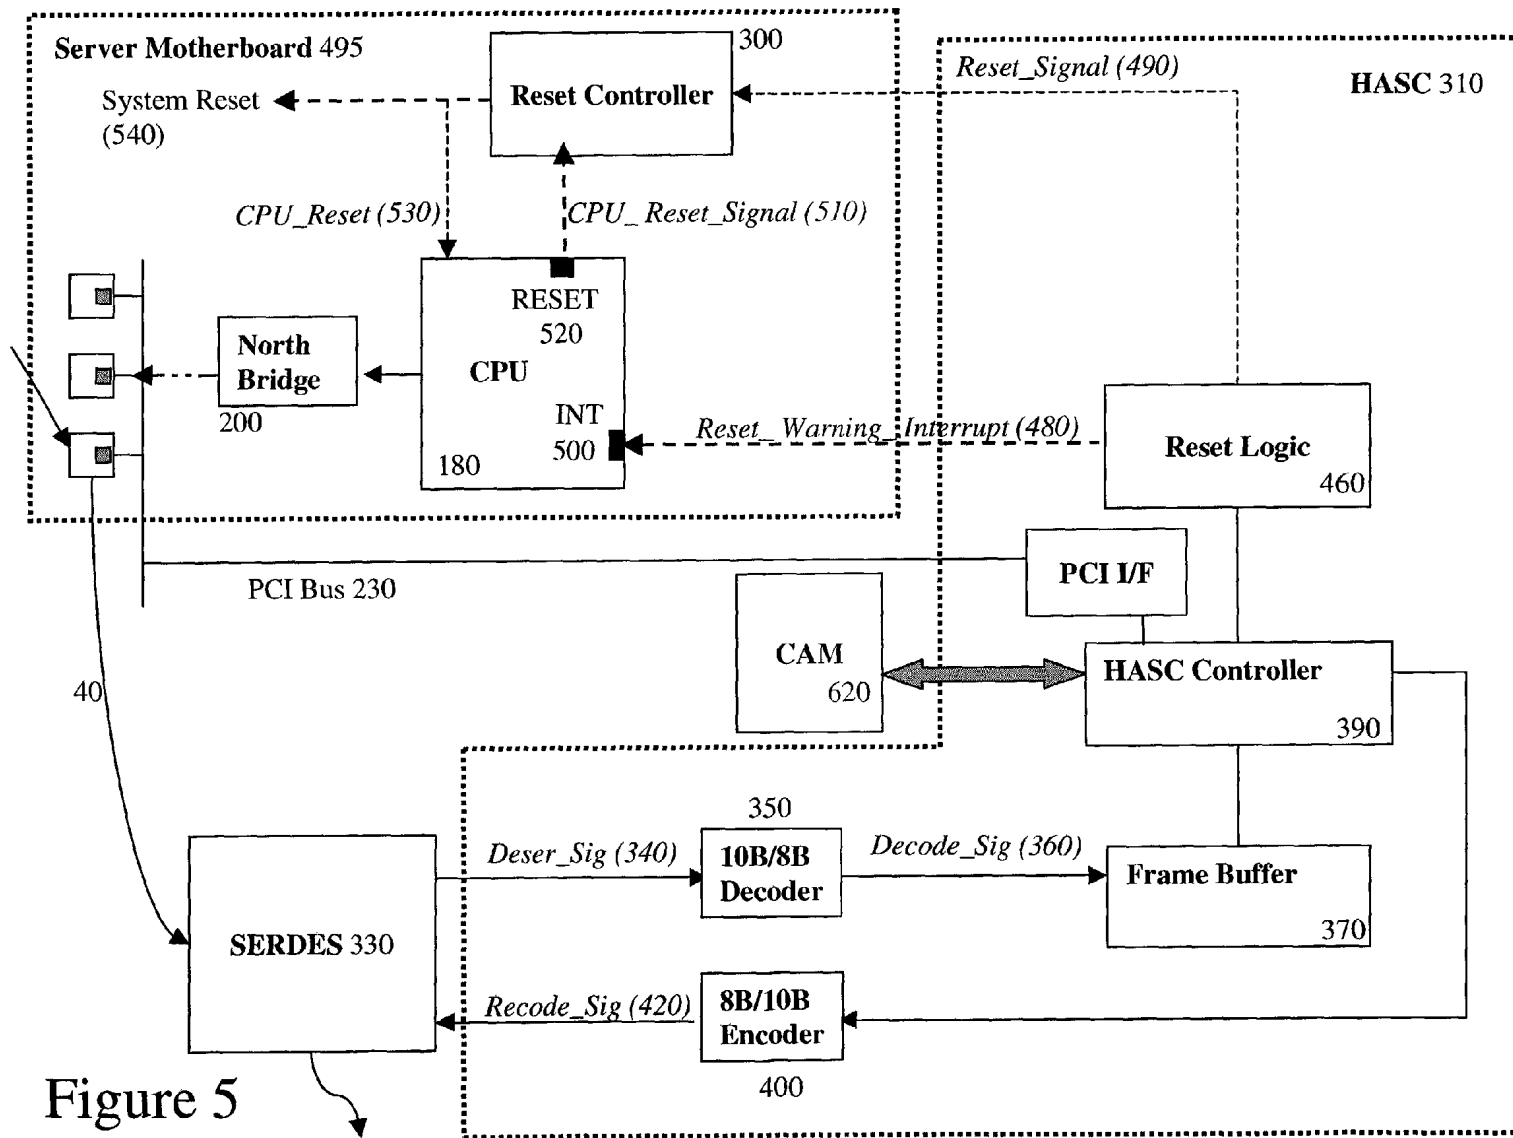 Server Motherboard 495
300
Reset_Signal (490)
HASC 310
System Reset
(540)
Reset Controller
CPU_Reset (530)
CPU_ Reset_Signal (510)
RESET
520
North
Bridge
200
CPU
INT
500
180
Reset_ Warning_ Interrupt (480)
Reset Logic
460
PCI Bus 230
PCI I/F
CAM
620
HASC Controller
390
40
350
Deser_Sig (340)
10B/8B
Decoder
Decode_Sig (360)
Frame Buffer
370
SERDES 330
Recode_Sig (420)
8B/10B
Encoder
400
Figure 5